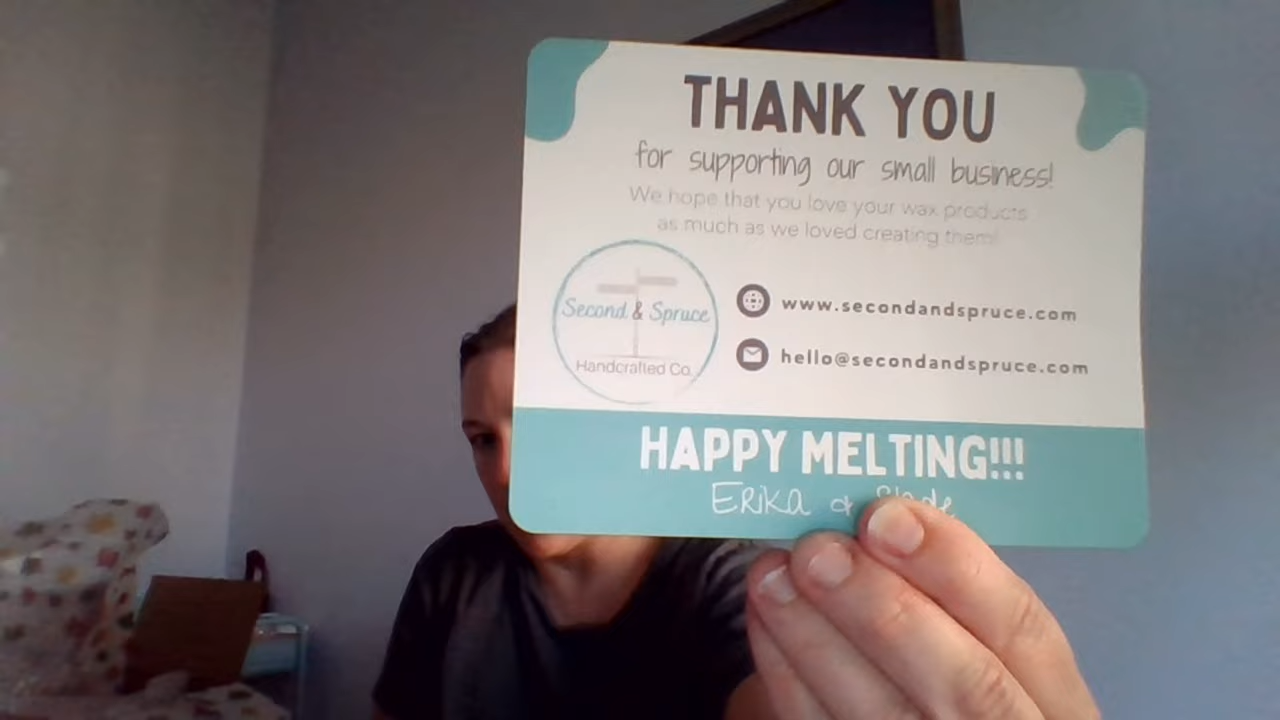 THANK YOU
for supporting our small business!
We hope that you love your wax products
as much as we loved creating them!
Second & Spruce
Handcrafted Co.
www.secondandspruce.com
hello@secondandspruce.com
HAPPY MELTING!!!
Erika &